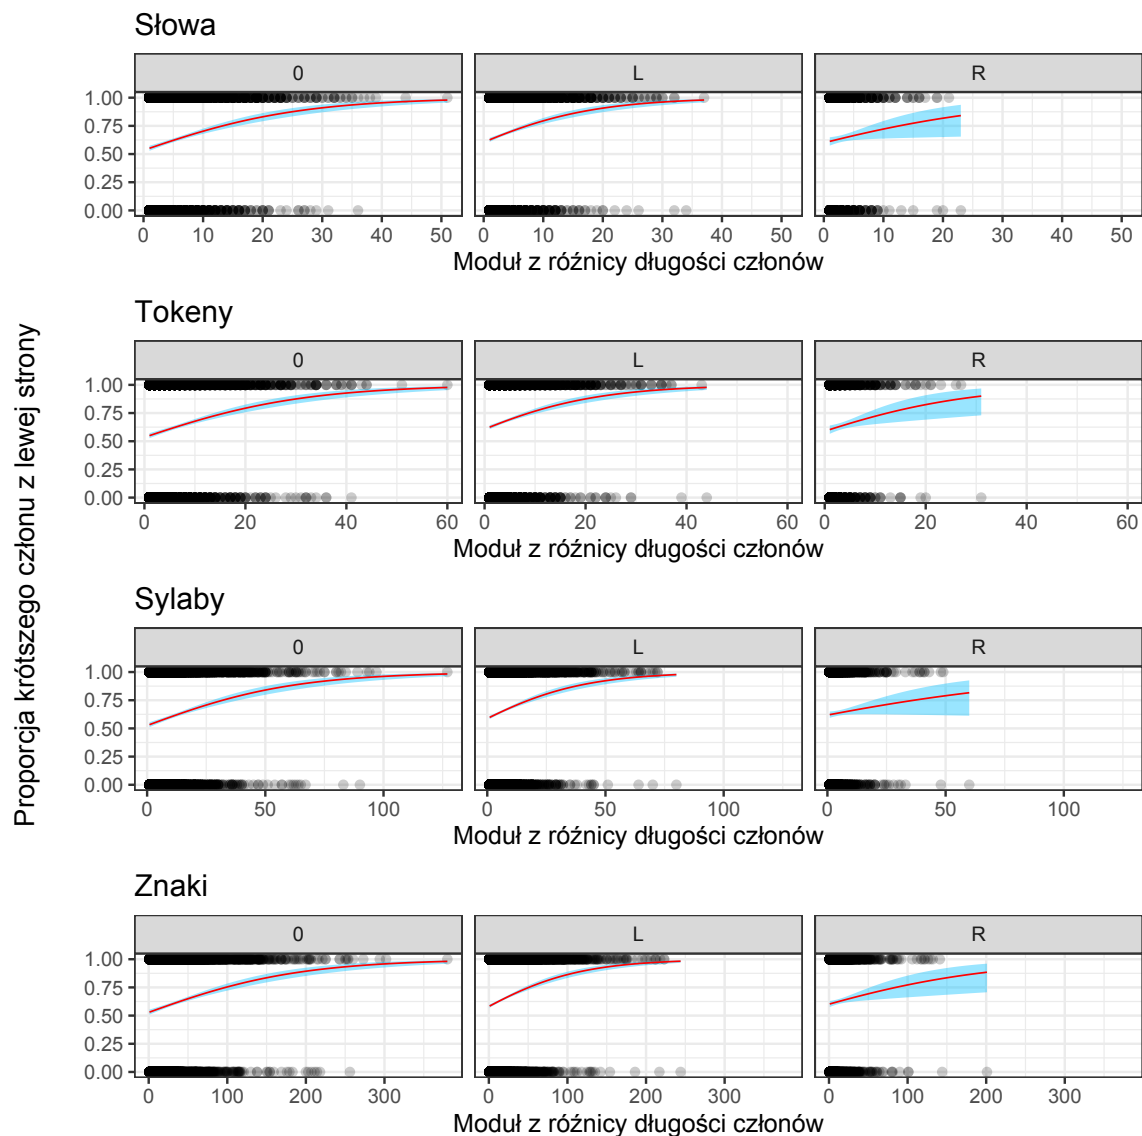 Słowa
0 L R
1.00
0.75
0.50
0.25
0.00
0 10 20 30 40 50 0 10 20 30 40 50 0 10 20 30 40 50
Moduł z różnicy długości członów
Tokeny
0 L R
1.00
0.75
0.50
0.25
0.00
0 20 40 60 0 20 40 60 0 20 40 60
Moduł z różnicy długości członów
Proporcja krótszego członu z lewej strony
Sylaby
0 L R
1.00
0.75
0.50
0.25
0.00
0 50 100 0 50 100 0 50 100
Moduł z różnicy długości członów
Znaki
0 L R
1.00
0.75
0.50
0.25
0.00
0 100 200 300 0 100 200 300 0 100 200 300
Moduł z różnicy długości członów